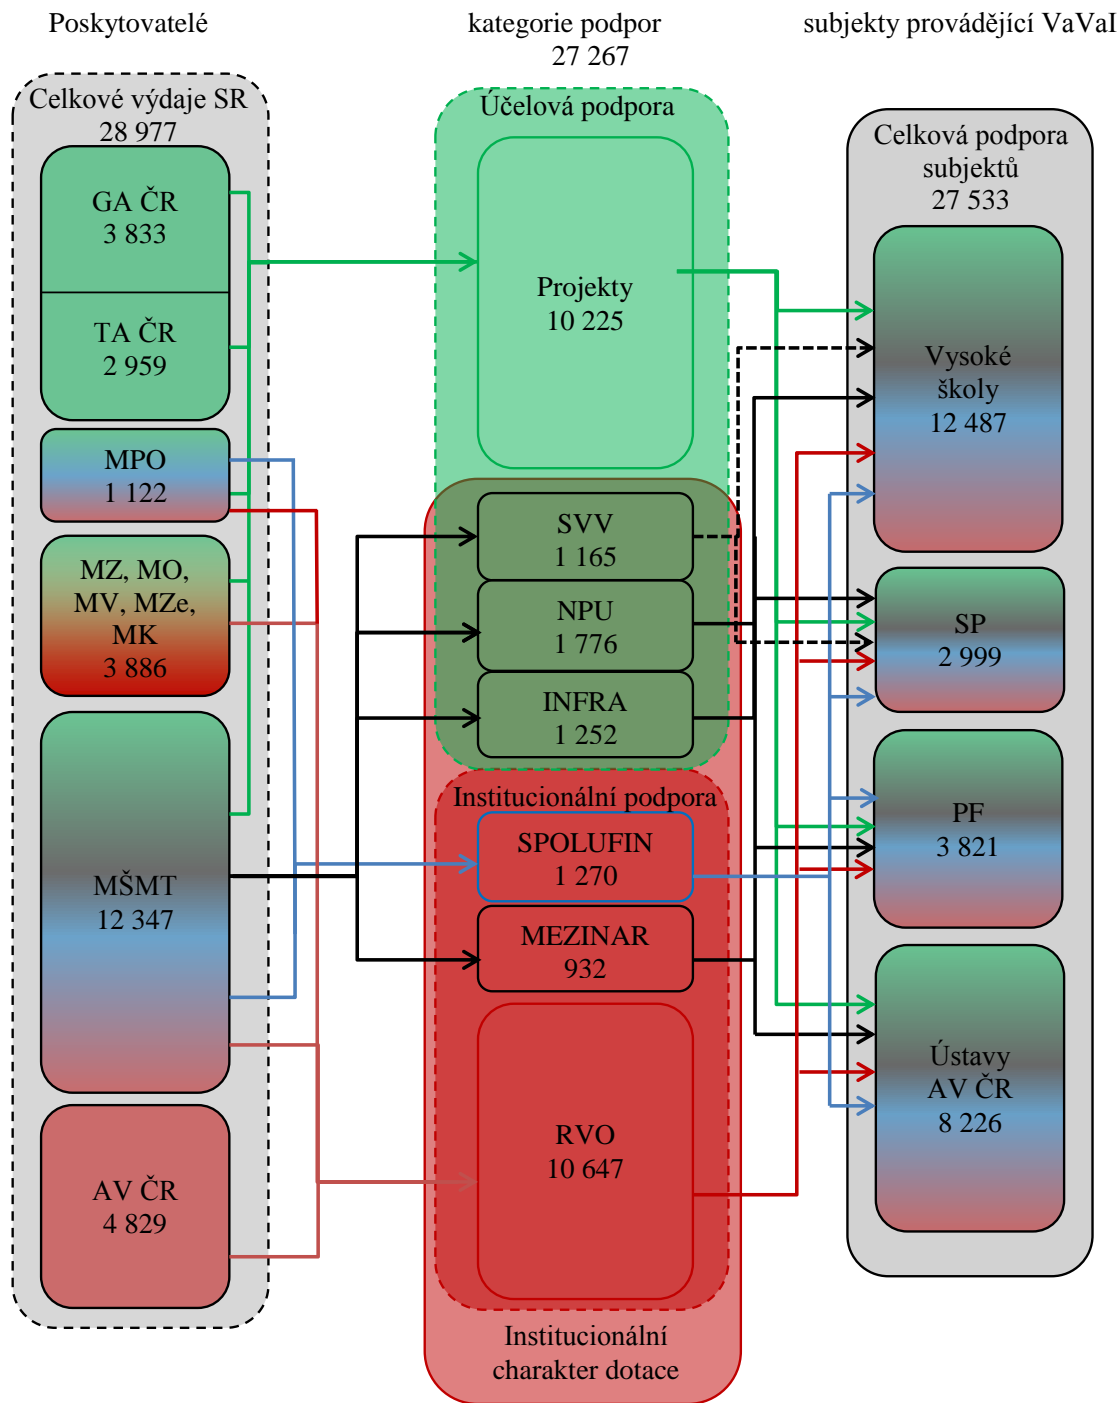 Poskytovatelé
kategorie podpor
27 267
subjekty provádějící VaVaI
Celkové výdaje SR
28 977
GA ČR
3 833
TA ČR
2 959
MPO
1 122
MZ, MO,
MV, MZe,
MK
3 886
MŠMT
12 347
AV ČR
4 829
Účelová podpora
Projekty
10 225
SVV
1 165
NPU
1 776
INFRA
1 252
Institucionální podpora
SPOLUFIN
1 270
MEZINAR
932
RVO
10 647
Institucionální
charakter dotace
Celková podpora
subjektů
27 533
Vysoké
školy
12 487
SP
2 999
PF
3 821
Ústavy
AV ČR
8 226